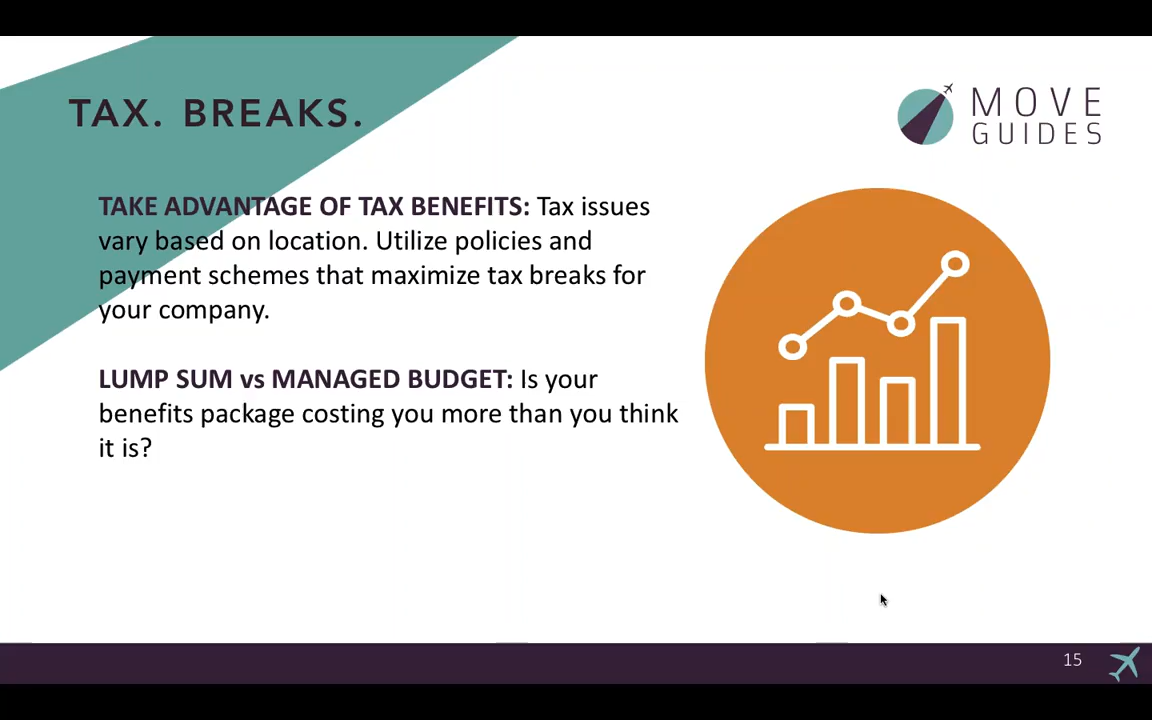 TAX. BREAKS.
MOVE
GUIDES
TAKE ADVANTAGE OF TAX BENEFITS: Tax issues
vary based on location. Utilize policies and
payment schemes that maximize tax breaks for
your company.
LUMP SUM vs MANAGED BUDGET: Is your
benefits package costing you more than you think
it is?
15